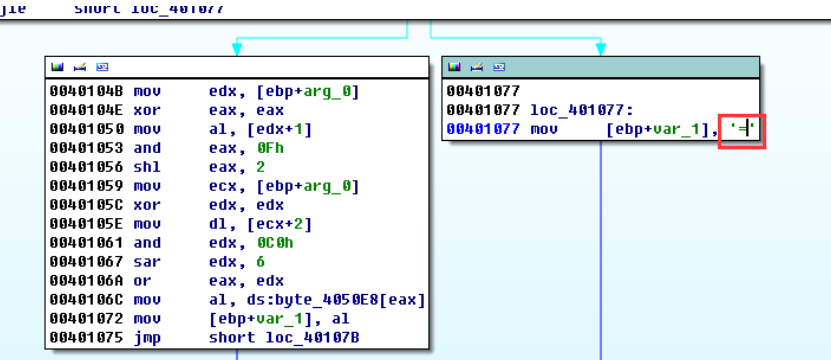 jle short loc_401077
0040104B mov edx, [ebp+arg_0]
0040104E xor eax, eax
00401050 mov al, [edx+1]
00401053 and eax, 0Fh
00401056 shl eax, 2
00401059 mov ecx, [ebp+arg_0]
0040105C xor edx, edx
0040105E mov dl, [ecx+2]
00401061 and edx, 0C0h
00401067 sar edx, 6
0040106A or eax, edx
0040106C mov al, ds:byte_4050E8[eax]
00401072 mov [ebp+var_1], al
00401075 jmp short loc_40107B
00401077
00401077 loc_401077:
00401077 mov [ebp+var_1], '='